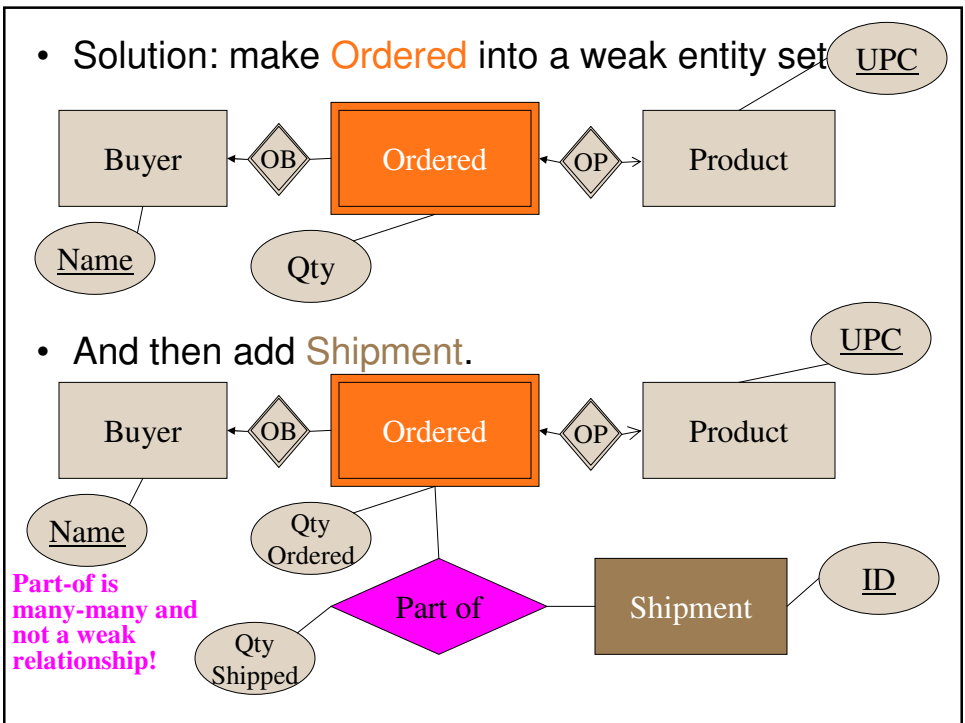 • Solution: make Ordered into a weak entity set
UPC
Buyer
OB
Ordered
OP
Product
Name
Qty
• And then add Shipment.
UPC
Buyer
OB
Ordered
OP
Product
Name
Qty
Ordered
Part-of is
many-many and
not a weak
relationship!
Part of
Shipment
ID
Qty
Shipped